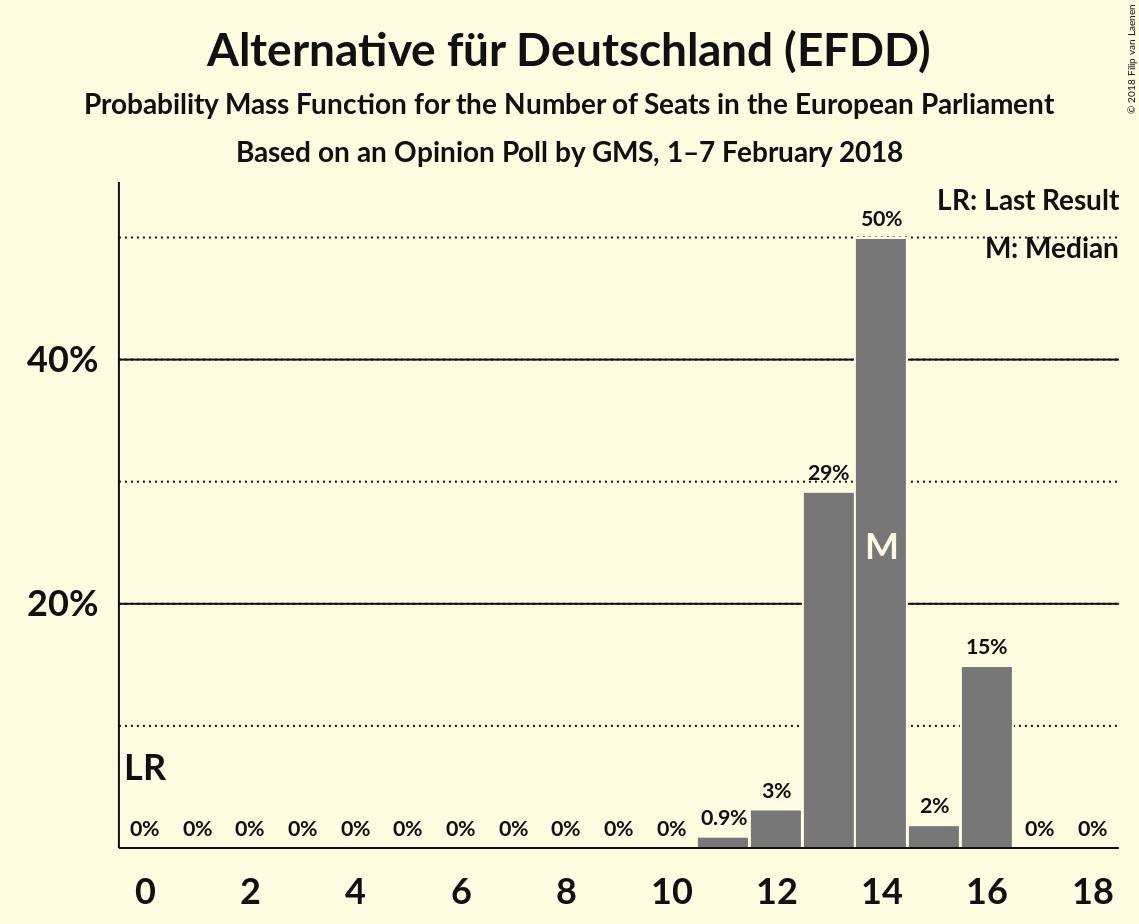 Alternative für Deutschland (EFDD)
Probability Mass Function for the Number of Seats in the European Parliament
Based on an Opinion Poll by GMS, 1–7 February 2018
© 2018 Filip van Laenen
LR: Last Result
M: Median
50%
40%
29%
M
20%
15%
LR
0% 0% 0% 0% 0% 0% 0% 0% 0% 0% 0% 0.9% 3% 2% 0% 0%
0 2 4 6 8 10 12 14 16 18